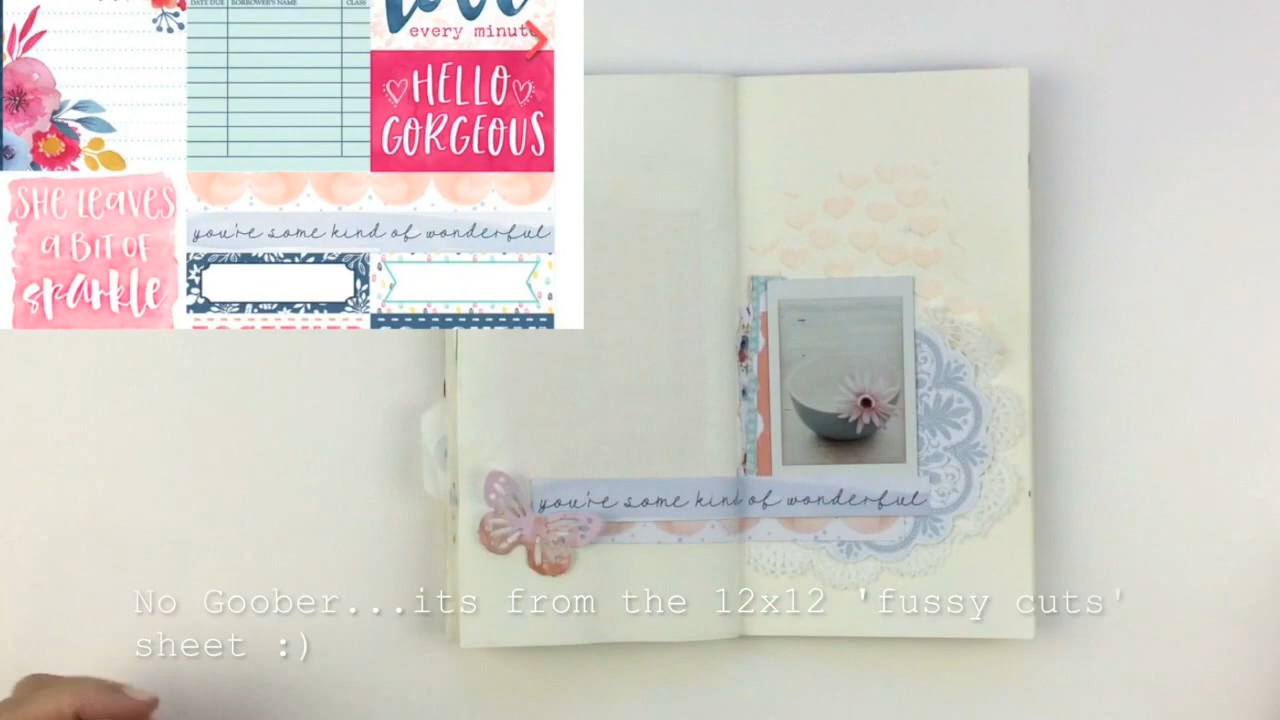 DATE DUE BORROWER'S NAME CLASS
love
every minute
HELLO
GORGEOUS
SHE LEAVES
A BIT OF
sparkle
you're some kind of wonderful
you're some kind of wonderful
No Goober...its from the 12x12 'fussy cuts'
sheet :)